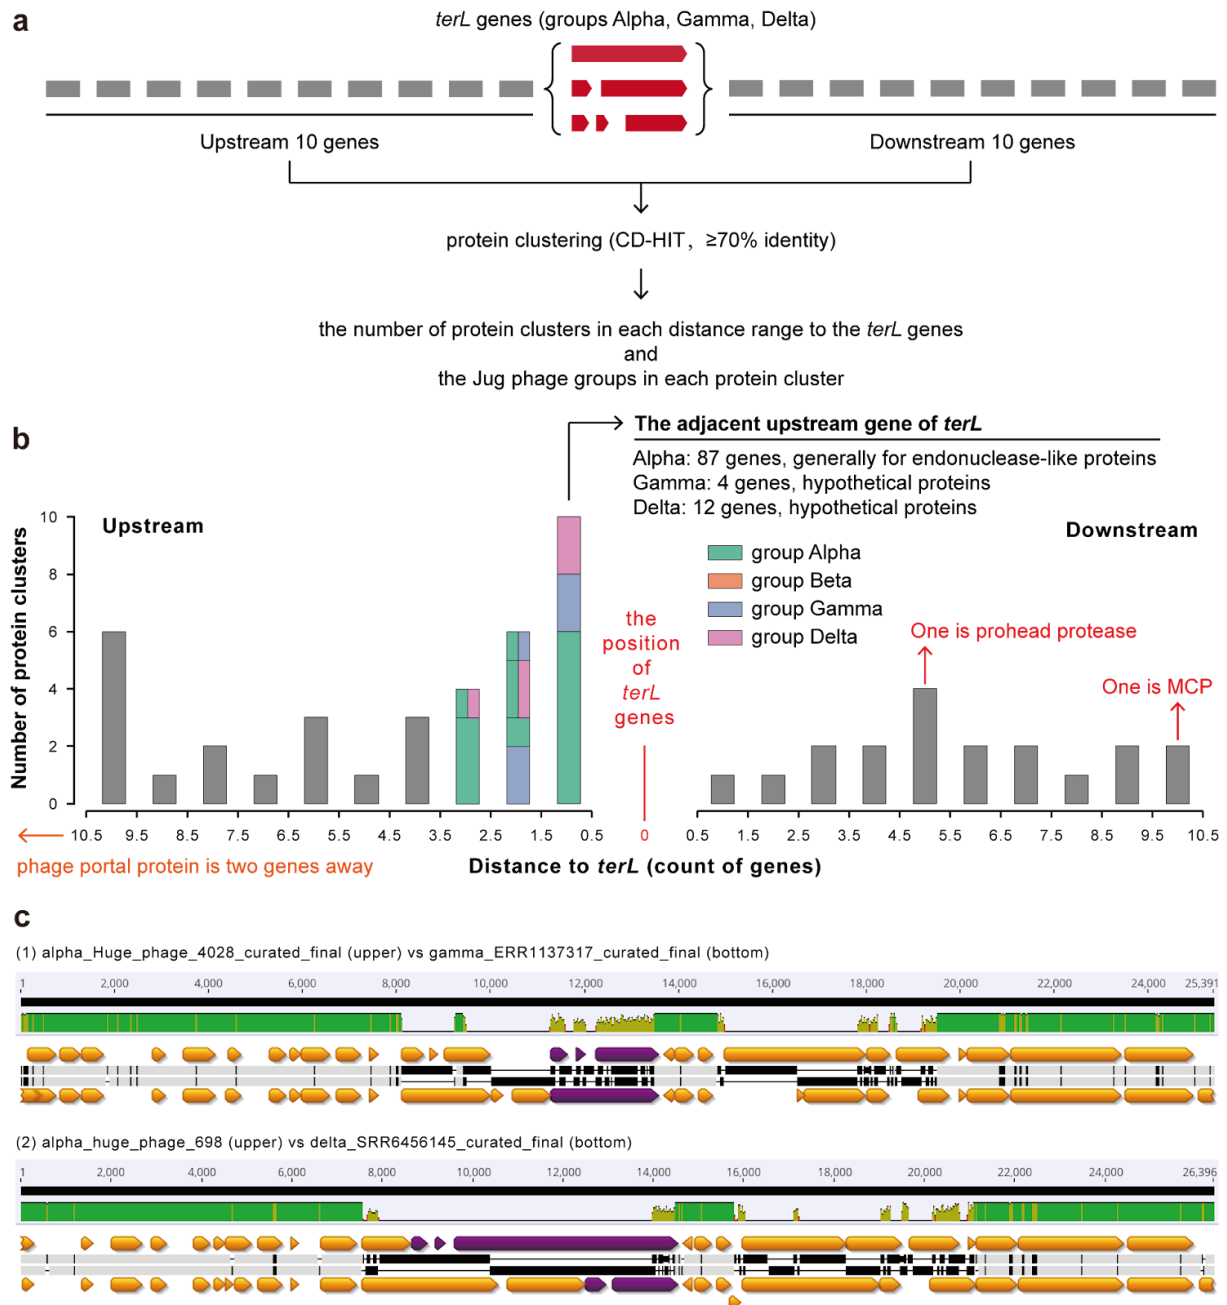 a
terL genes (groups Alpha, Gamma, Delta)
Upstream 10 genes
Downstream 10 genes
protein clustering (CD-HIT, ≥70% identity)
the number of protein clusters in each distance range to the terL genes
and
the Jug phage groups in each protein cluster
b
The adjacent upstream gene of terL
Alpha: 87 genes, generally for endonuclease-like proteins
Gamma: 4 genes, hypothetical proteins
Delta: 12 genes, hypothetical proteins
Upstream
Downstream
group Alpha
group Beta
group Gamma
group Delta
the
position
of
terL
genes
One is prohead protease
One is MCP
Number of protein clusters
10
8
6
4
2
0
10.5 9.5 8.5 7.5 6.5 5.5 4.5 3.5 2.5 1.5 0.5 0 0.5 1.5 2.5 3.5 4.5 5.5 6.5 7.5 8.5 9.5 10.5
phage portal protein is two genes away
Distance to terL (count of genes)
c
(1) alpha_Huge_phage_4028_curated_final (upper) vs gamma_ERR1137317_curated_final (bottom)
1 2,000 4,000 6,000 8,000 10,000 12,000 14,000 16,000 18,000 20,000 22,000 25,391
(2) alpha_huge_phage_698 (upper) vs delta_SRR6456145_curated_final (bottom)
1 2,000 4,000 6,000 8,000 10,000 12,000 14,000 16,000 18,000 20,000 22,000 24,000 26,396